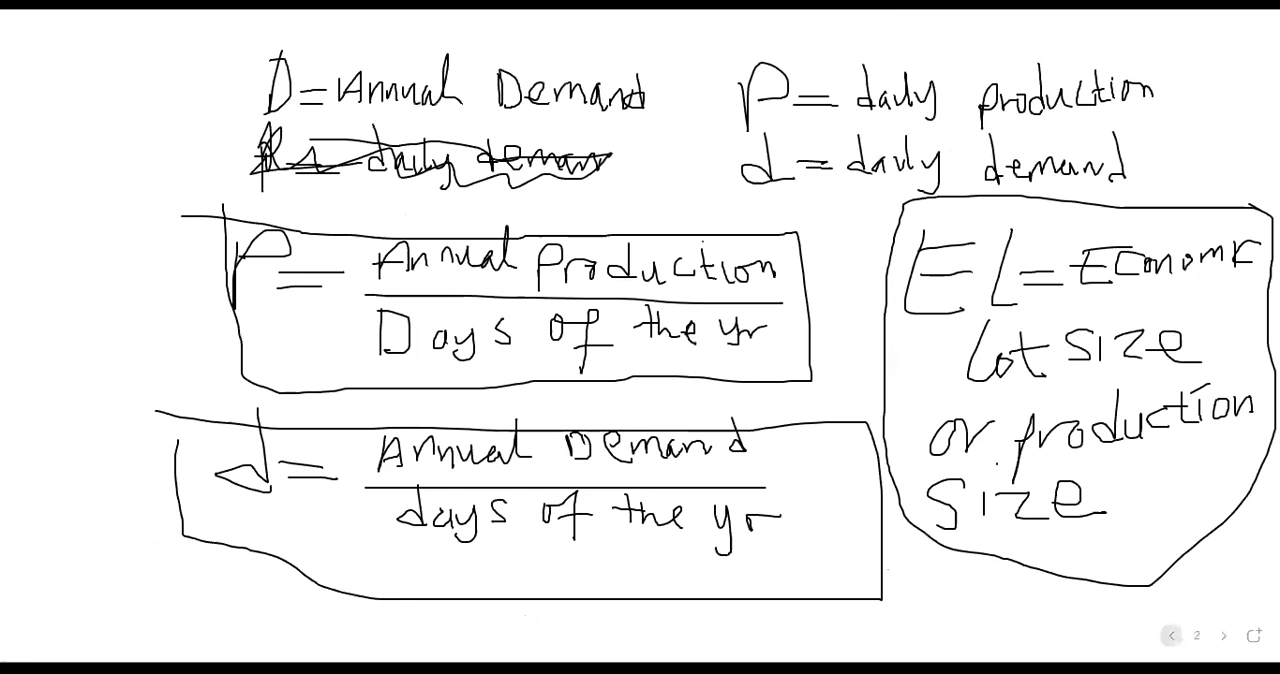 D = Annual Demand
P = daily production
d = daily demand
P = Annual Production
Days of the yr
d = Annual Demand
days of the yr
EL = Economic
Lot SIZE
or production
SIZE
2